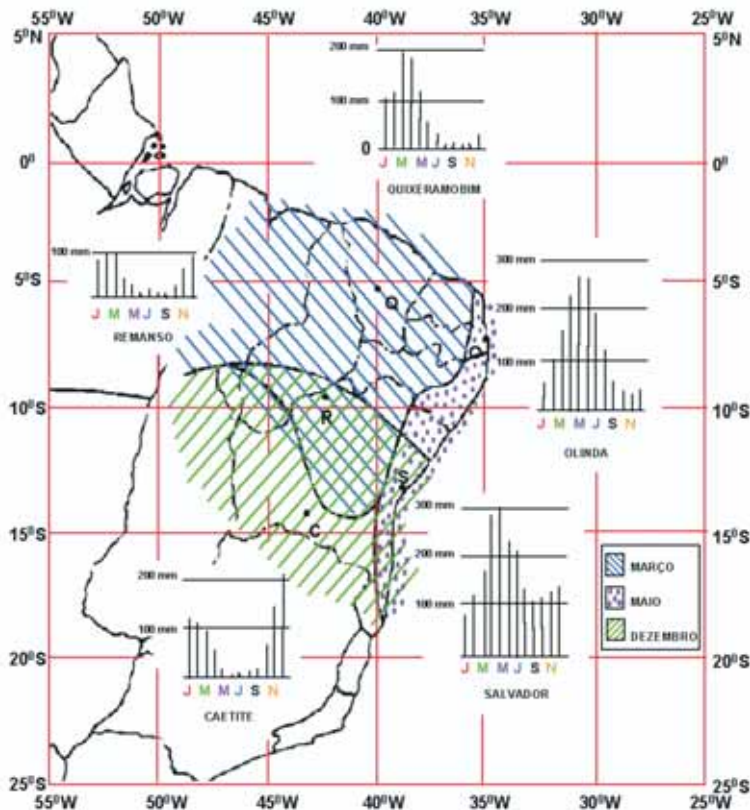 55°W 50°W 45°W 40°W 35°W 30°W 25°W
5°N 5°N
200 mm
100 mm
0
J M M J S N
QUIXERAMOBIM
0° 0°
100 mm
J M M J S N
REMANSO
5°S 5°S
300 mm
200 mm
100 mm
J M M J S N
OLINDA
Q
O
10°S 10°S
R
S
C
15°S 15°S
300 mm
200 mm
100 mm
J M M J S N
SALVADOR
MARÇO
MAIO
DEZEMBRO
200 mm
100 mm
J M M J S N
CAETITE
20°S 20°S
25°S 25°S
55°W 50°W 45°W 40°W 35°W 30°W 25°W